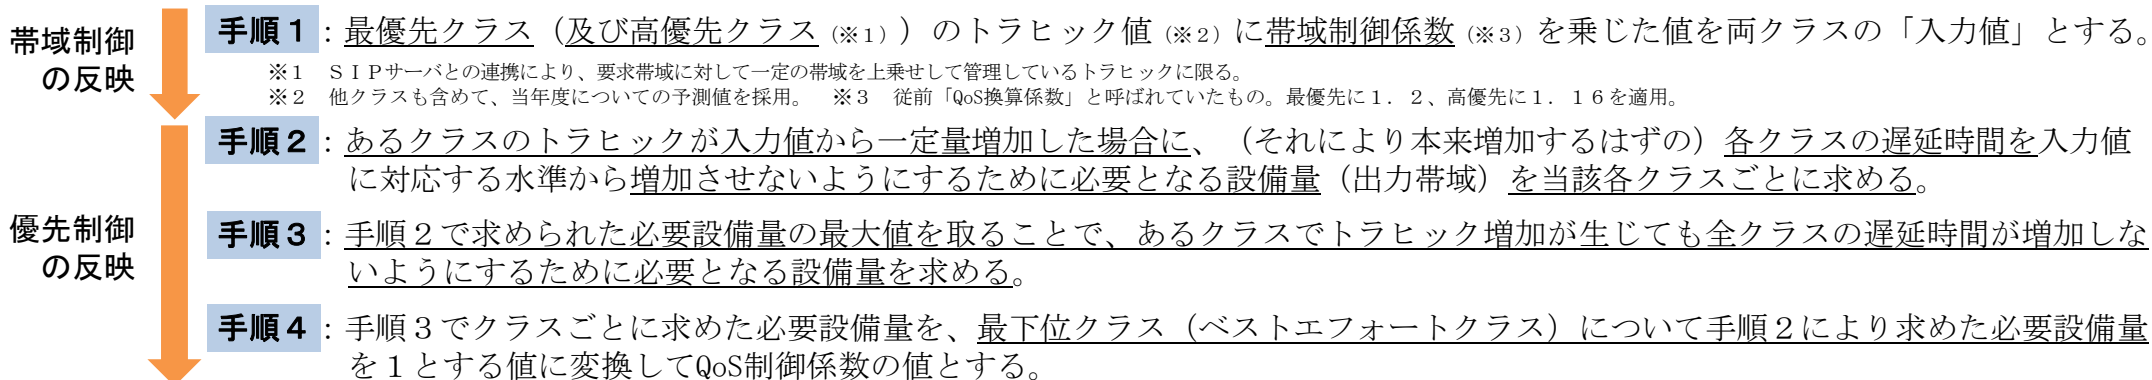 帯域制御
の反映
手順１：最優先クラス（及び高優先クラス（※１））のトラヒック値（※２）に帯域制御係数（※３）を乗じた値を両クラスの「入力値」とする。
※１　ＳＩＰサーバとの連携により、要求帯域に対して一定の帯域を上乗せして管理しているトラヒックに限る。
※２　他クラスも含めて、当年度についての予測値を採用。　※３　従前「QoS換算係数」と呼ばれていたもの。最優先に１．２、高優先に１．１６を適用。
優先制御
の反映
手順２：あるクラスのトラヒックが入力値から一定量増加した場合に、（それにより本来増加するはずの）各クラスの遅延時間を入力値
に対応する水準から増加させないようにするために必要となる設備量（出力帯域）を当該各クラスごとに求める。
手順３：手順２で求められた必要設備量の最大値を取ることで、あるクラスでトラヒック増加が生じても全クラスの遅延時間が増加しな
いようにするために必要となる設備量を求める。
手順４：手順３でクラスごとに求めた必要設備量を、最下位クラス（ベストエフォートクラス）について手順２により求めた必要設備量
を１とする値に変換してQoS制御係数の値とする。